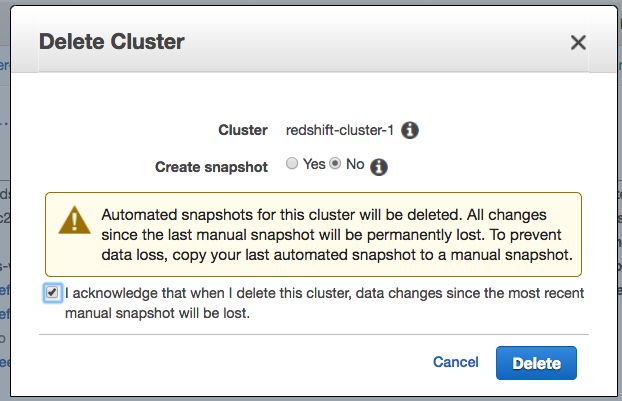 Delete Cluster
Cluster redshift-cluster-1
Create snapshot Yes No
Automated snapshots for this cluster will be deleted. All changes
since the last manual snapshot will be permanently lost. To prevent
data loss, copy your last automated snapshot to a manual snapshot.
I acknowledge that when I delete this cluster, data changes since the most recent
manual snapshot will be lost.
Cancel Delete